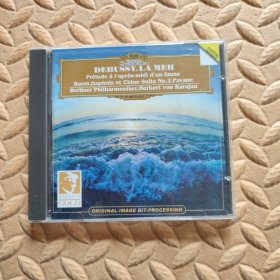 DEBUSSY:LA MER
Prélude à l'après-midi d'un faune
Ravel:Daphnis et Chloe Suite No.2.Pavane
Berliner Philharmoniker.Herbert von Karajan
ORIGINAL-IMAGE BIT-PROCESSING